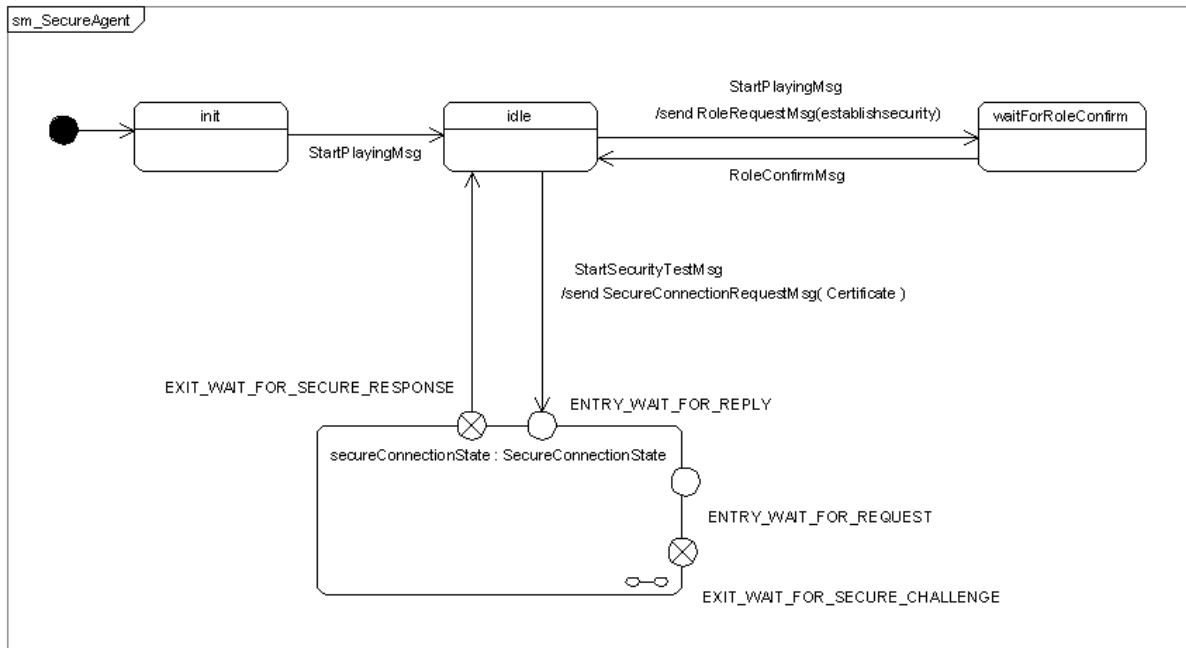 sm_SecureAgent
StartPlayingMsg
/send RoleRequestMsg(establishsecurity)
init
idle
waitForRoleConfirm
StartPlayingMsg
RoleConfirmMsg
StartSecurityTestMsg
/send SecureConnectionRequestMsg( Certificate )
EXIT_WAIT_FOR_SECURE_RESPONSE
ENTRY_WAIT_FOR_REPLY
secureConnectionState : SecureConnectionState
ENTRY_WAIT_FOR_REQUEST
EXIT_WAIT_FOR_SECURE_CHALLENGE